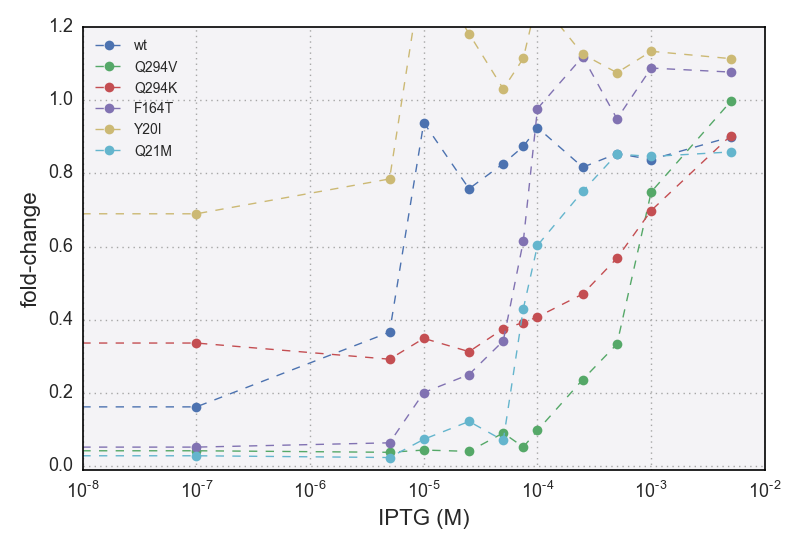 1.2
1.0
0.8
0.6
0.4
0.2
0.0
fold-change
wt
Q294V
Q294K
F164T
Y20I
Q21M
10^-8 10^-7 10^-6 10^-5 10^-4 10^-3 10^-2
IPTG (M)